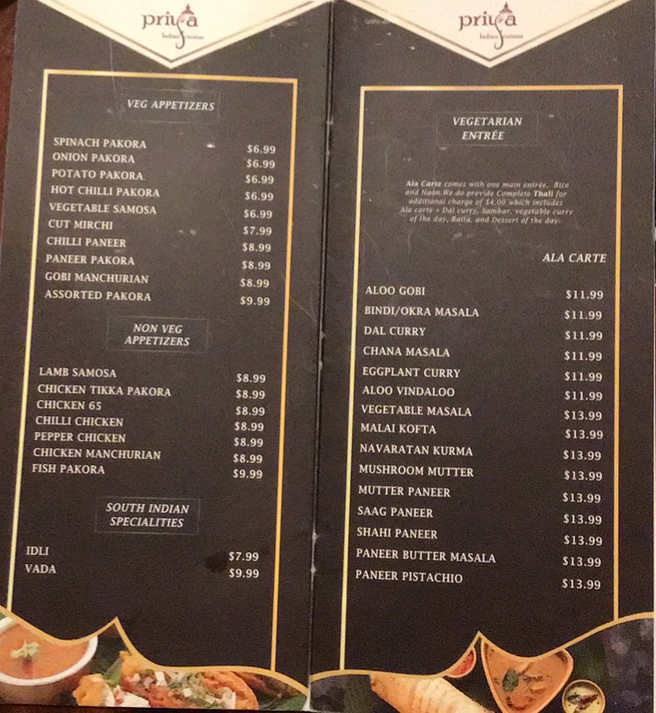 priya
Indian cuisine
VEG APPETIZERS
SPINACH PAKORA $6.99
ONION PAKORA $6.99
POTATO PAKORA $6.99
HOT CHILLI PAKORA $6.99
VEGETABLE SAMOSA $6.99
CUT MIRCHI $7.99
CHILLI PANEER $8.99
PANEER PAKORA $8.99
GOBI MANCHURIAN $8.99
ASSORTED PAKORA $9.99
NON VEG
APPETIZERS
LAMB SAMOSA $8.99
CHICKEN TIKKA PAKORA $8.99
CHICKEN 65 $8.99
CHILLI CHICKEN $8.99
PEPPER CHICKEN $8.99
CHICKEN MANCHURIAN $8.99
FISH PAKORA $9.99
SOUTH INDIAN
SPECIALITIES
IDLI $7.99
VADA $9.99
priya
Indian cuisine
VEGETARIAN
ENTRÉE
Ala Carte comes with one main entrée, Rice
and Naan.We do provide Complete Thali for
additional charge of $4.00 which includes
Ala carte + Dal curry, Sambar, vegetable curry
of the day, Raita, and Dessert of the day.
ALA CARTE
ALOO GOBI $11.99
BINDI/OKRA MASALA $11.99
DAL CURRY $11.99
CHANA MASALA $11.99
EGGPLANT CURRY $11.99
ALOO VINDALOO $11.99
VEGETABLE MASALA $13.99
MALAI KOFTA $13.99
NAVARATAN KURMA $13.99
MUSHROOM MUTTER $13.99
MUTTER PANEER $13.99
SAAG PANEER $13.99
SHAHI PANEER $13.99
PANEER BUTTER MASALA $13.99
PANEER PISTACHIO $13.99